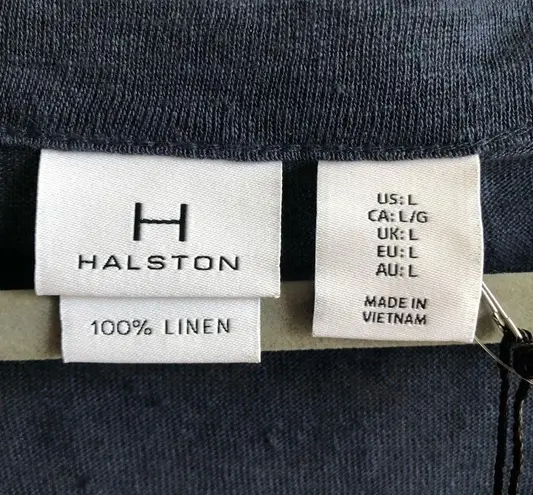 H
HALSTON
100% LINEN
US: L
CA: L/G
UK: L
EU: L
AU: L
MADE IN
VIETNAM